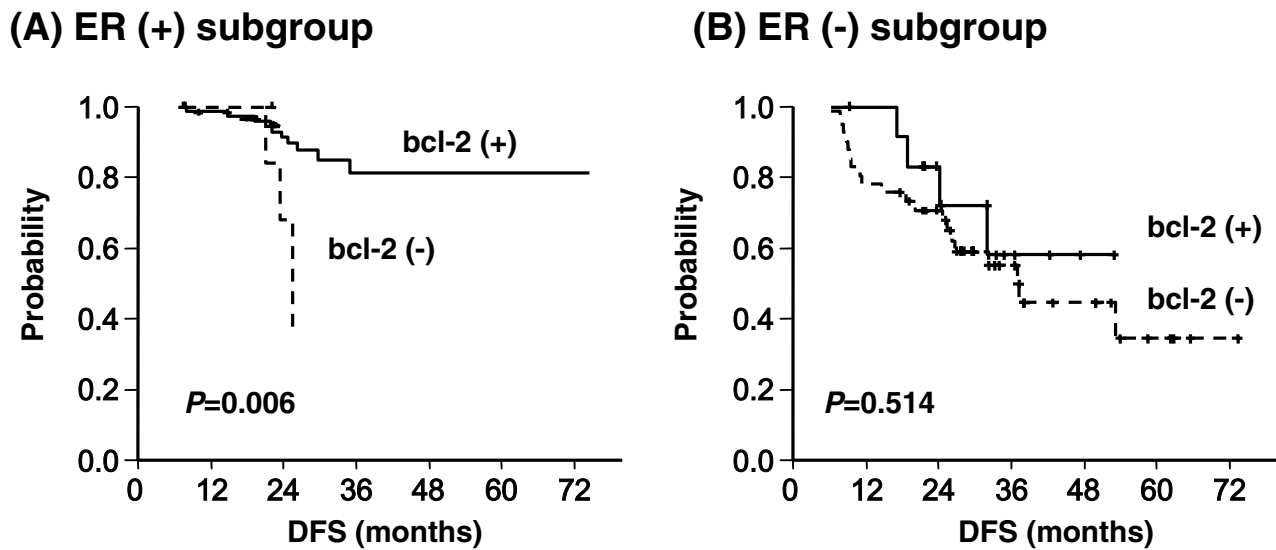 (A) ER (+) subgroup
1.0
0.8
0.6
0.4
0.2
0.0
Probability
bcl-2 (+)
bcl-2 (-)
P=0.006
0 12 24 36 48 60 72
DFS (months)
(B) ER (-) subgroup
1.0
0.8
0.6
0.4
0.2
0.0
Probability
bcl-2 (+)
bcl-2 (-)
P=0.514
0 12 24 36 48 60 72
DFS (months)